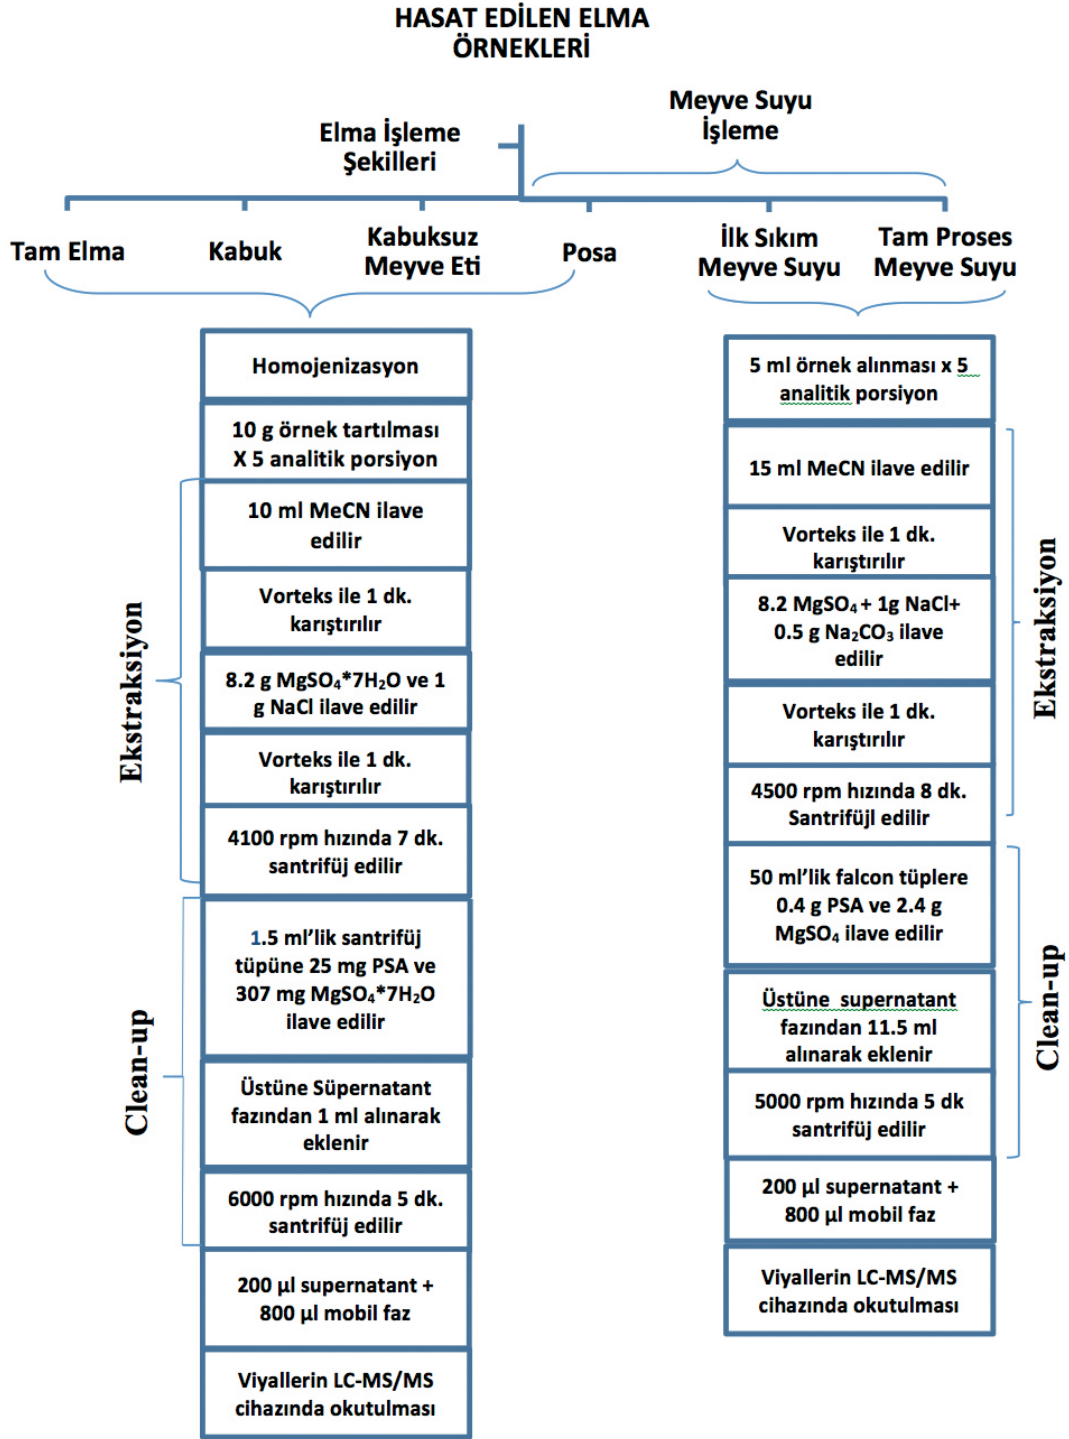 HASAT EDİLEN ELMA
ÖRNEKLERİ
Elma İşleme
Şekilleri
Meyve Suyu
İşleme
Tam Elma
Kabuk
Kabuksuz
Meyve Eti
Posa
İlk Sıkım
Meyve Suyu
Tam Proses
Meyve Suyu
Homojenizasyon
10 g örnek tartılması
X 5 analitik porsiyon
Ekstraksiyon
10 ml MeCN ilave
edilir
Vorteks ile 1 dk.
karıştırılır
8.2 g MgSO₄*7H₂O ve 1
g NaCl ilave edilir
Vorteks ile 1 dk.
karıştırılır
4100 rpm hızında 7 dk.
santrifüj edilir
Clean-up
1.5 ml’lik santrifüj
tüpüne 25 mg PSA ve
307 mg MgSO₄*7H₂O
ilave edilir
Üstüne Süpernatant
fazından 1 ml alınarak
eklenir
6000 rpm hızında 5 dk.
santrifüj edilir
200 µl supernatant +
800 µl mobil faz
Viyallerin LC-MS/MS
cihazında okutulması
5 ml örnek alınması x 5
analitik porsiyon
Ekstraksiyon
15 ml MeCN ilave edilir
Vorteks ile 1 dk.
karıştırılır
8.2 MgSO₄ + 1g NaCl+
0.5 g Na₂CO₃ ilave
edilir
Vorteks ile 1 dk.
karıştırılır
4500 rpm hızında 8 dk.
Santrifüjl edilir
Clean-up
50 ml’lik falcon tüplere
0.4 g PSA ve 2.4 g
MgSO₄ ilave edilir
Üstüne supernatant
fazından 11.5 ml
alınarak eklenir
5000 rpm hızında 5 dk
santrifüj edilir
200 µl supernatant +
800 µl mobil faz
Viyallerin LC-MS/MS
cihazında okutulması